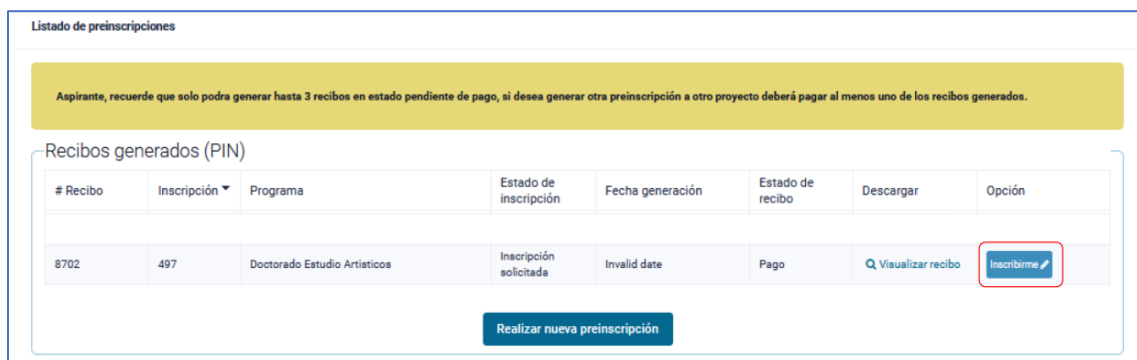 Listado de preinscripciones
Aspirante, recuerde que solo podra generar hasta 3 recibos en estado pendiente de pago, si desea generar otra preinscripción a otro proyecto deberá pagar al menos uno de los recibos generados.
Recibos generados (PIN)
# Recibo Inscripción Programa Estado de inscripción Fecha generación Estado de recibo Descargar Opción
8702 497 Doctorado Estudio Artisticos Inscripción solicitada Invalid date Pago Visualizar recibo Inscribirme
Realizar nueva preinscripción